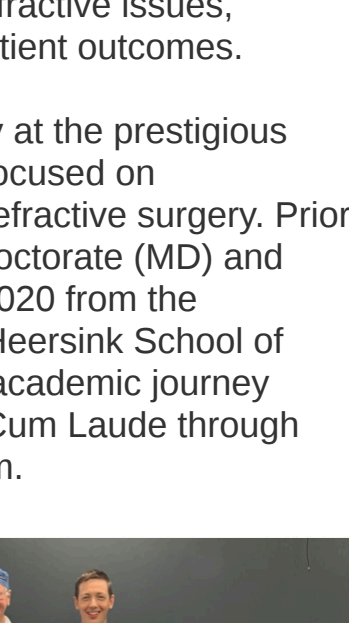 fractive issues,
tient outcomes.
at the prestigious
ocused on
efractive surgery. Prior
octorate (MD) and
020 from the
Heersink School of
academic journey
Cum Laude through
m.